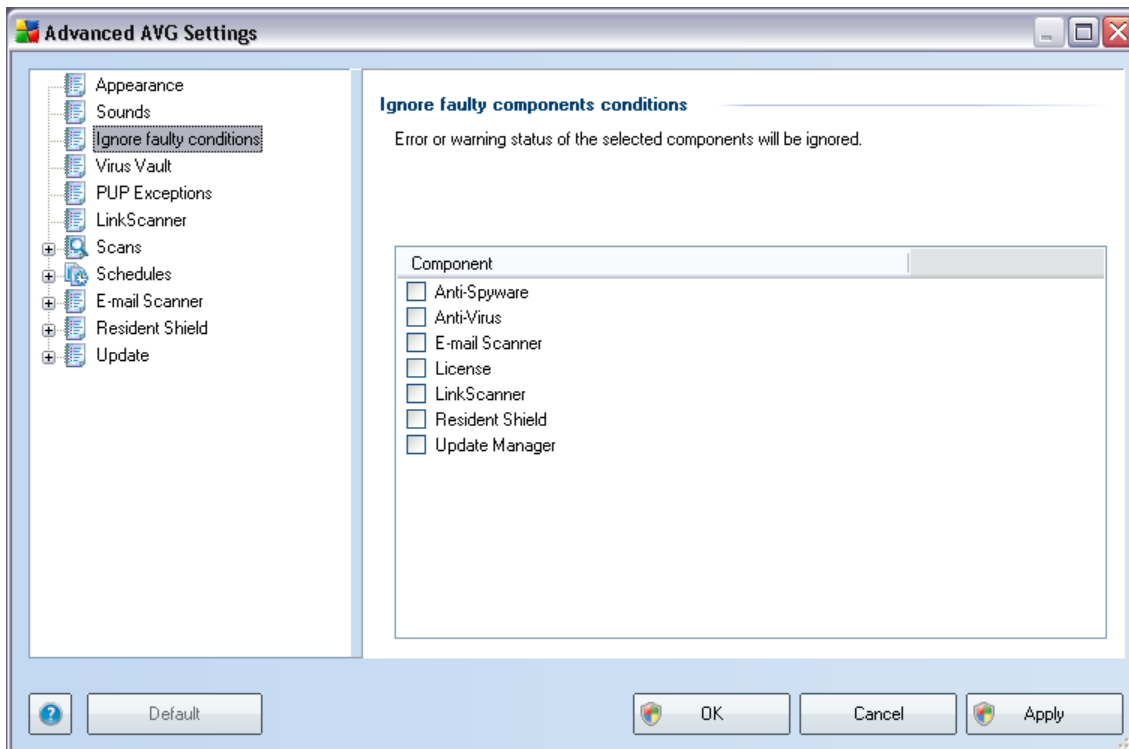 Advanced AVG Settings
Appearance
Sounds
Ignore faulty conditions
Virus Vault
PUP Exceptions
LinkScanner
Scans
Schedules
E-mail Scanner
Resident Shield
Update
Ignore faulty components conditions
Error or warning status of the selected components will be ignored.
Component
Anti-Spyware
Anti-Virus
E-mail Scanner
License
LinkScanner
Resident Shield
Update Manager
? Default OK Cancel Apply